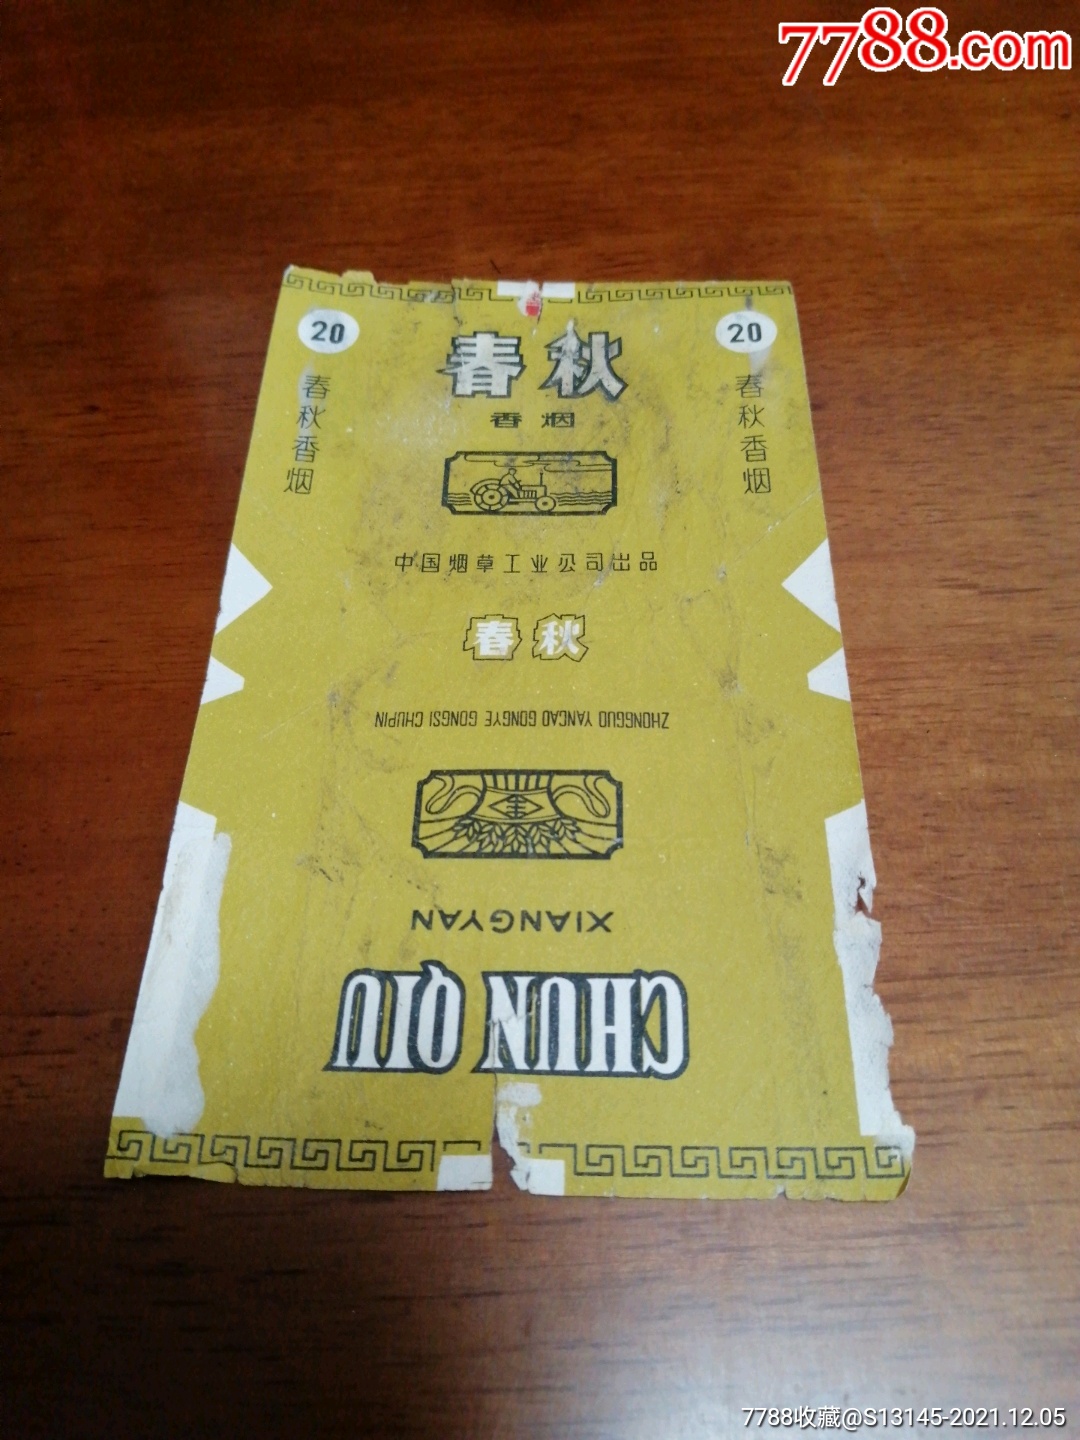 7788.com
20
20
春秋
香烟
春秋香烟
春秋香烟
中国烟草工业公司出品
春秋
ZHONGGUO YANCAO GONGYE GONGSI CHUPIN
XIANGYAN
CHUN QIU
7788收藏@S13145-2021.12.05